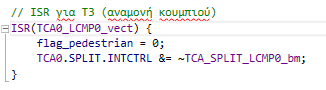 // ISR για T3 (αναμονή κουμπιού)
ISR(TCA0_LCMP0_vect) {
flag_pedestrian = 0;
TCA0.SPLIT.INTCTRL &= ~TCA_SPLIT_LCMP0_bm;
}